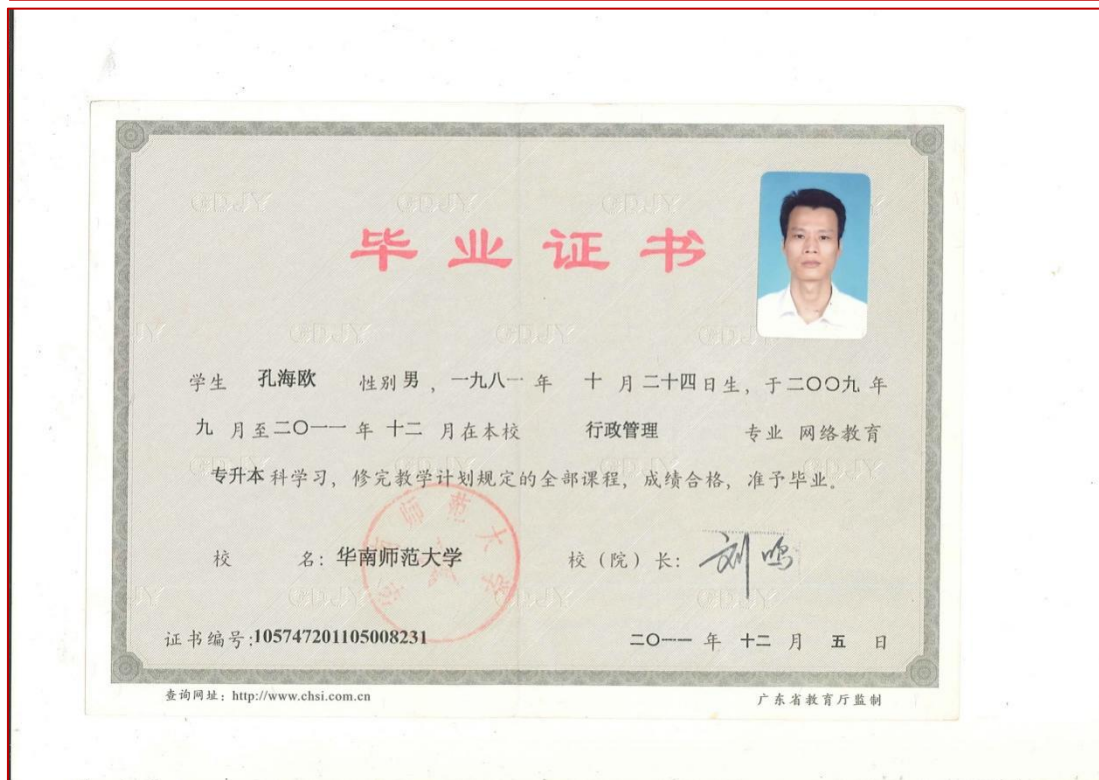 毕业证书
学生 孔海欧 性别 男 ，一九八一 年 十 月 二十四 日生，于 二〇〇九 年
九 月至 二〇一一 年 十二 月在本校 行政管理 专业 网络教育
专升本 科学习，修完教学计划规定的全部课程，成绩合格，准予毕业。
校 名：华南师范大学 校（院）长：刘鸣
证书编号:105747201105008231 二〇一一 年 十二 月 五 日
查询网址：http://www.chsi.com.cn 广东省教育厅监制